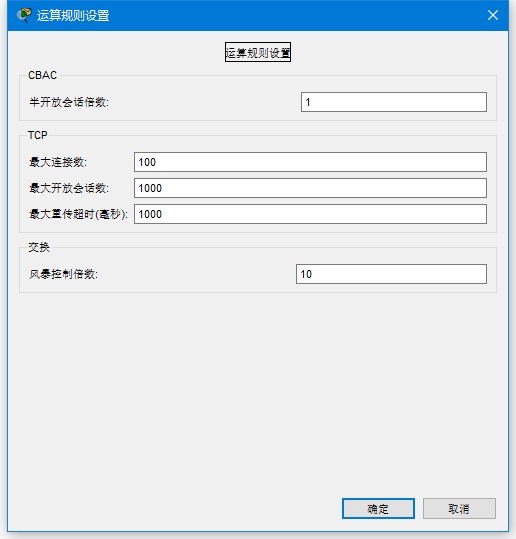 运算规则设置
运算规则设置
CBAC
半开放会话倍数:
1
TCP
最大连接数:
100
最大开放会话数:
1000
最大重传超时(毫秒):
1000
交换
风暴控制倍数:
10
确定
取消